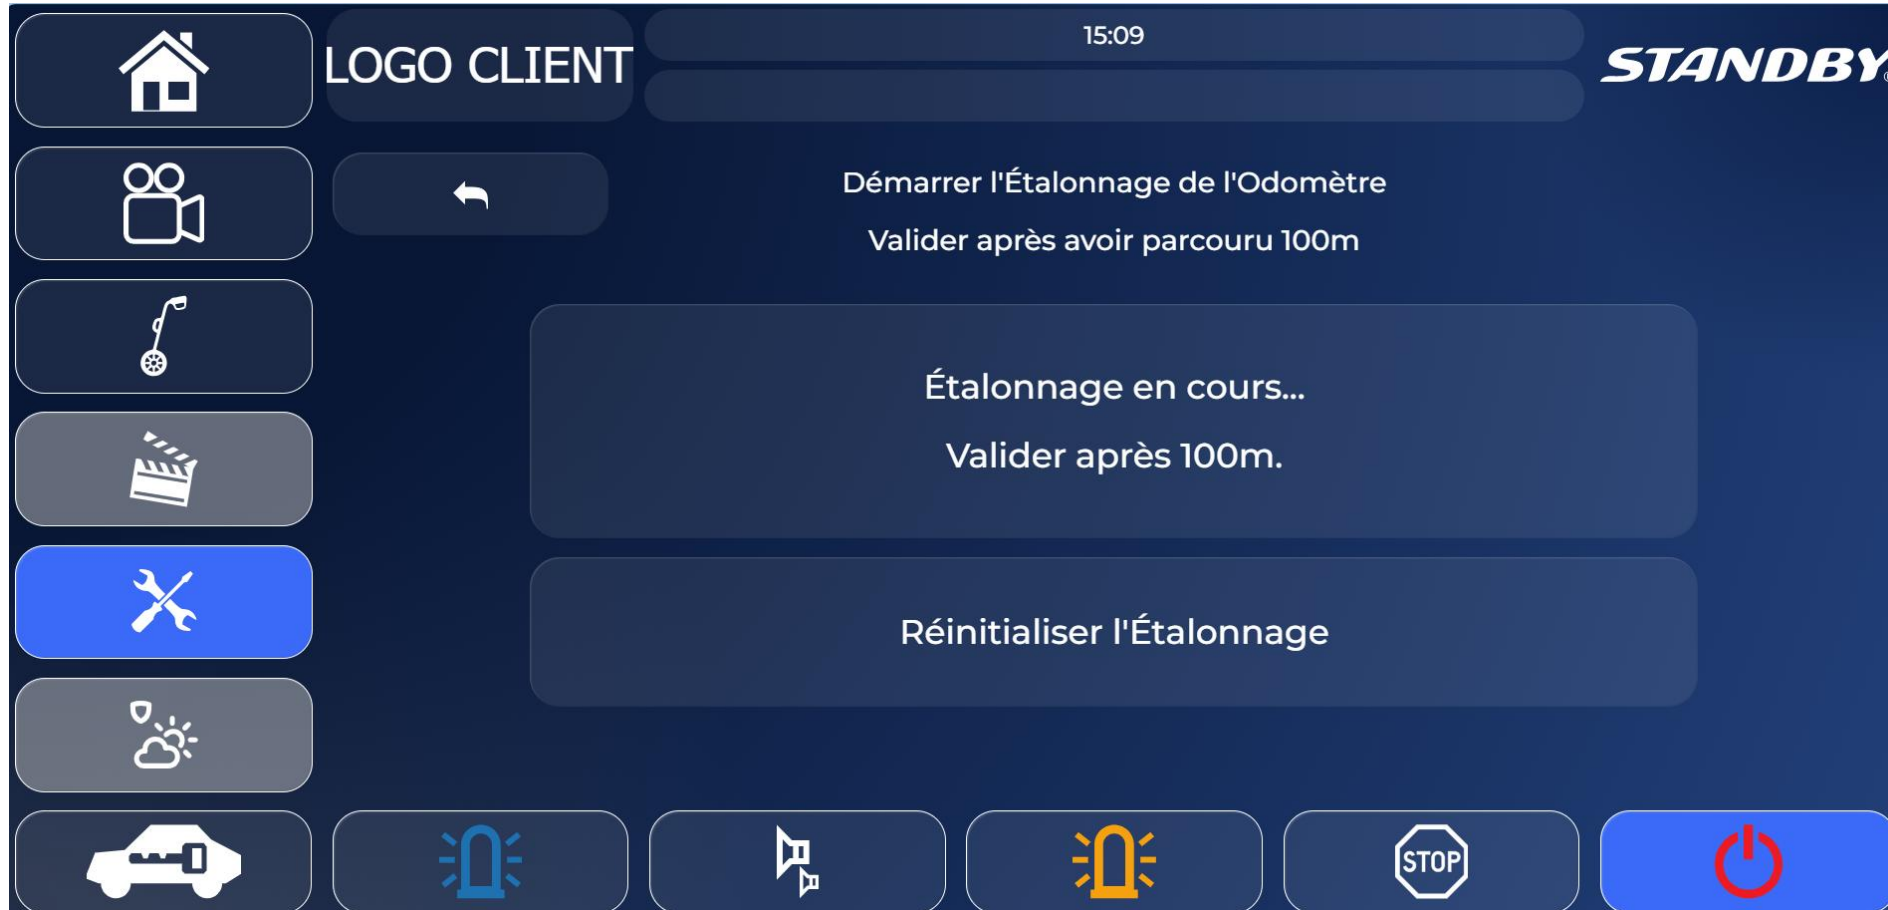 LOGO CLIENT
15:09
STANDBY®
Démarrer l'Étalonnage de l'Odomètre
Valider après avoir parcouru 100m
Étalonnage en cours...
Valider après 100m.
Réinitialiser l'Étalonnage
STOP